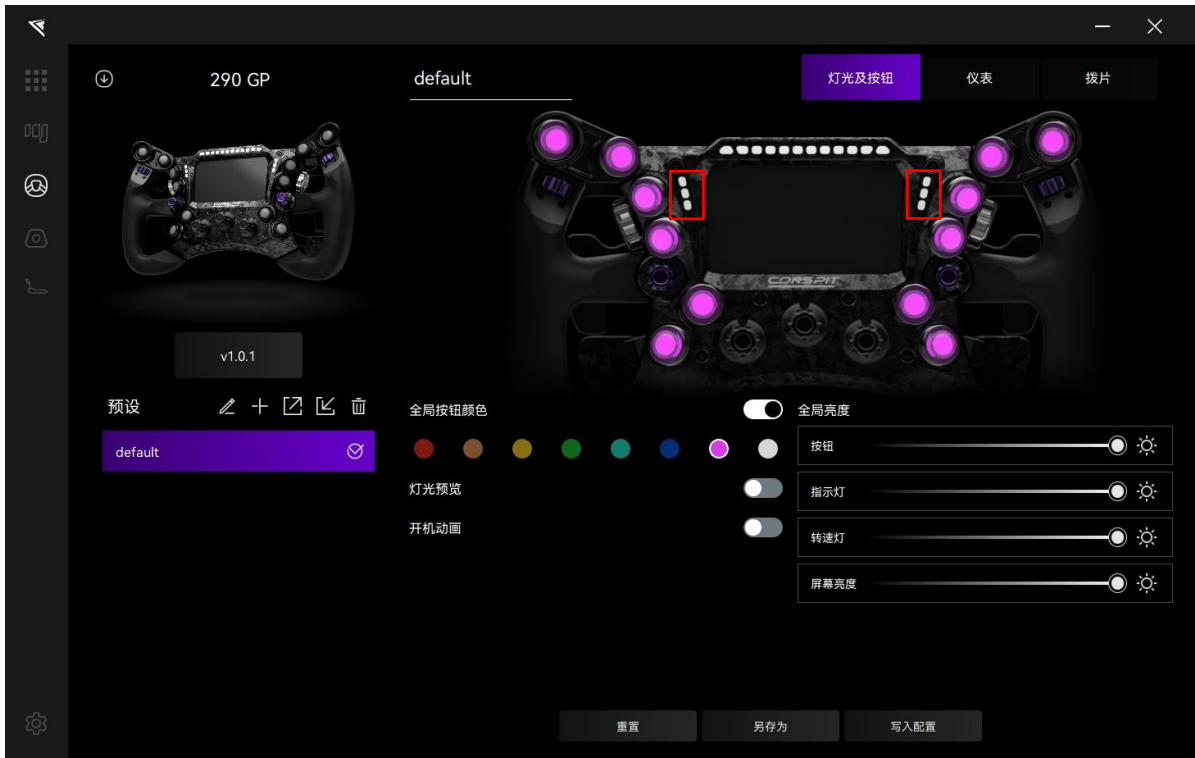 290 GP
default
灯光及按钮
仪表
拨片
CORSPIT
v1.0.1
预设
default
全局按钮颜色
灯光预览
开机动画
全局亮度
按钮
指示灯
转速灯
屏幕亮度
重置
另存为
写入配置